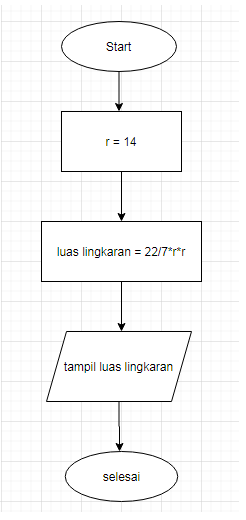 Start
r = 14
luas lingkaran = 22/7*r*r
tampil luas lingkaran
selesai